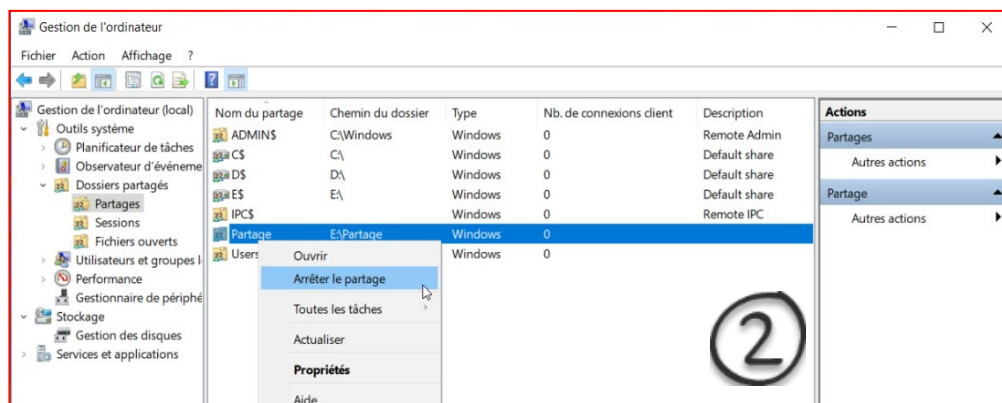 Gestion de l'ordinateur
Fichier Action Affichage ?
Gestion de l'ordinateur (local)
Outils système
Planificateur de tâches
Observateur d'événeme
Dossiers partagés
Partages
Sessions
Fichiers ouverts
Utilisateurs et groupes l
Performance
Gestionnaire de périphé
Stockage
Gestion des disques
Services et applications
Nom du partage Chemin du dossier Type Nb. de connexions client Description
ADMIN$ C:\Windows Windows 0 Remote Admin
C$ C:\ Windows 0 Default share
D$ D:\ Windows 0 Default share
E$ E:\ Windows 0 Default share
IPC$ Windows 0 Remote IPC
Partage E:\Partage Windows 0
Users Windows 0
Ouvrir
Arrêter le partage
Toutes les tâches
Actualiser
Propriétés
Aide
2
Actions
Partages
Autres actions
Partage
Autres actions